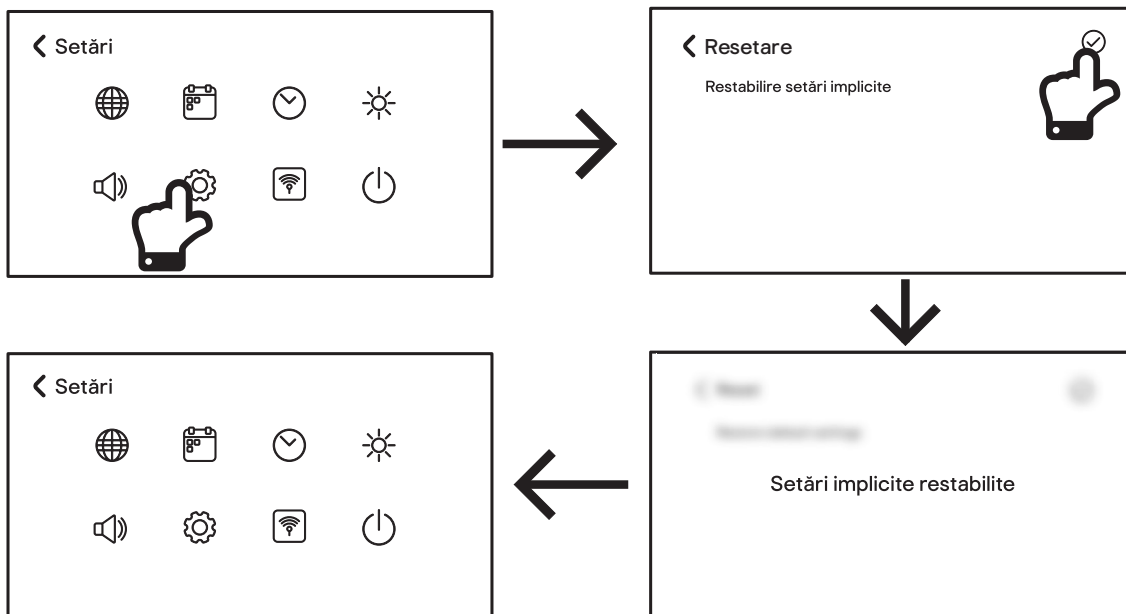 Setări
Resetare
Restabilire setări implicite
Setări implicite restabilite
Setări